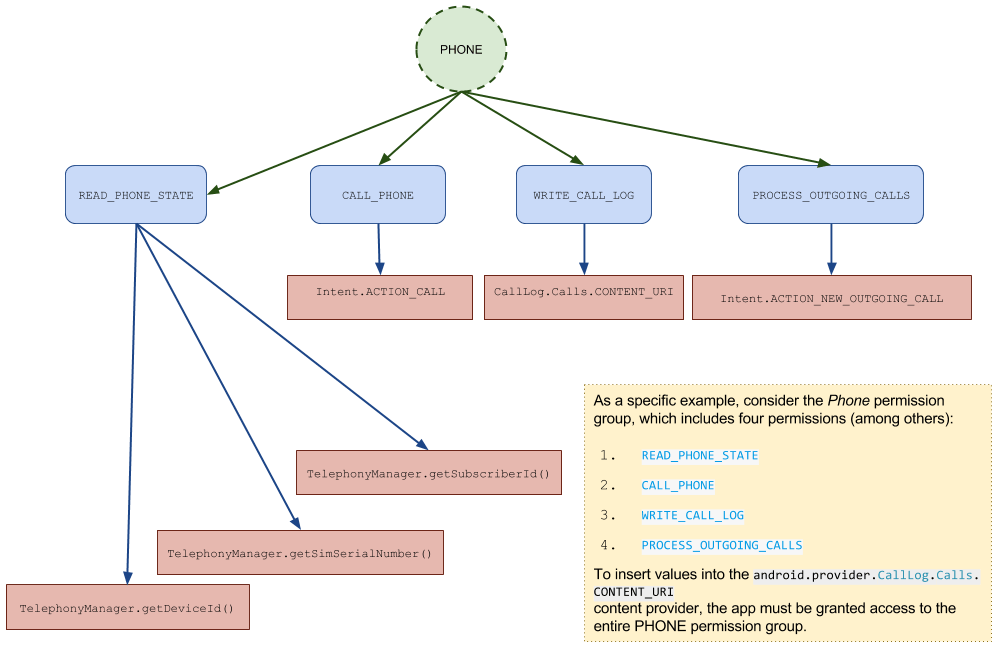 PHONE
READ_PHONE_STATE
CALL_PHONE
WRITE_CALL_LOG
PROCESS_OUTGOING_CALLS
Intent.ACTION_CALL
CallLog.Calls.CONTENT_URI
Intent.ACTION_NEW_OUTGOING_CALL
TelephonyManager.getSubscriberId()
TelephonyManager.getSimSerialNumber()
TelephonyManager.getDeviceId()
As a specific example, consider the Phone permission
group, which includes four permissions (among others):
1. READ_PHONE_STATE
2. CALL_PHONE
3. WRITE_CALL_LOG
4. PROCESS_OUTGOING_CALLS
To insert values into the android.provider.CallLog.Calls.
CONTENT_URI
content provider, the app must be granted access to the
entire PHONE permission group.